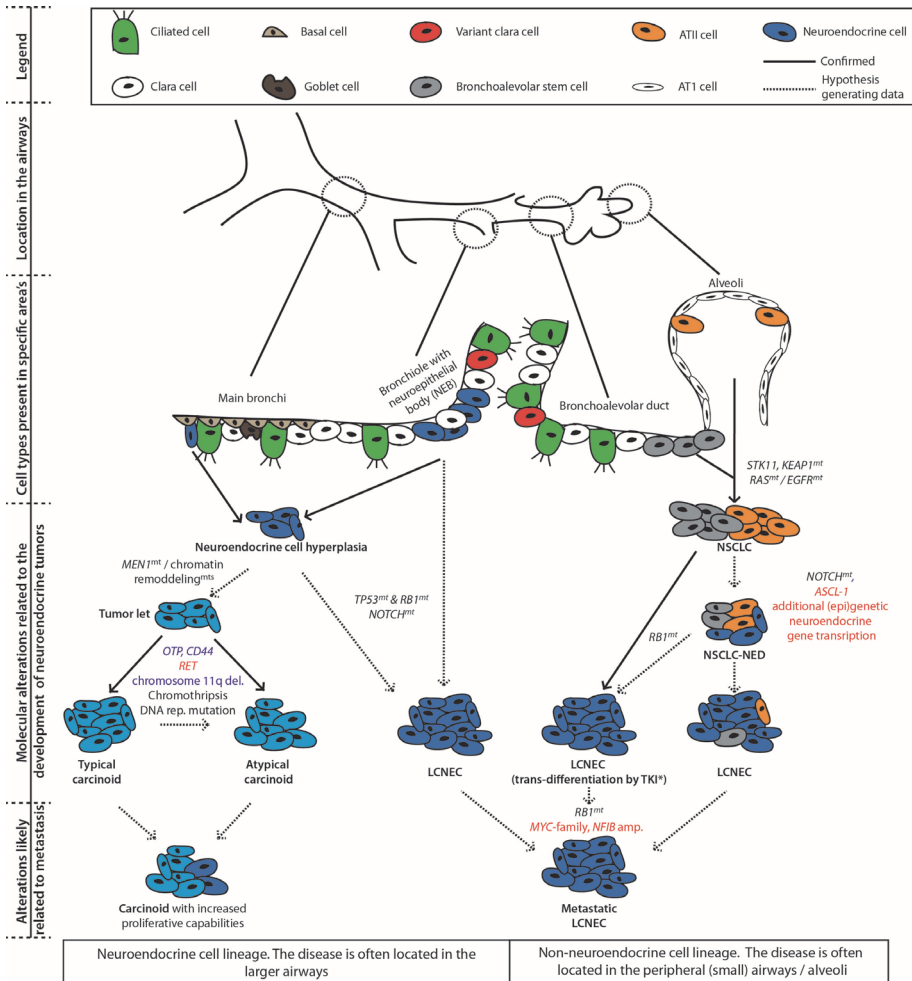 Legend
Ciliated cell
Basal cell
Variant clara cell
ATII cell
Neuroendocrine cell
Confirmed
Clara cell
Goblet cell
Bronchoalevolar stem cell
AT1 cell
Hypothesis
generating data
Location in the airways
Cell types present in specific area's
Alveoli
Main bronchi
Bronchiole with
neuroepithelial
body (NEB)
Bronchoalevolar duct
STK11, KEAP1mt
RASmt / EGFRmt
Molecular alterations related to the
development of neuroendocrine tumors
Neuroendocrine cell hyperplasia
NSCLC
MEN1mt / chromatin
remoddelingmts
TP53mt & RB1mt
NOTCHmt
NOTCHmt,
ASCL-1
additional (epi)genetic
neuroendocrine
gene transription
Tumor let
RB1mt
NSCLC-NED
OTP, CD44
RET
chromosome 11q del.
Chromothripsis
DNA rep. mutation
Typical
carcinoid
Atypical
carcinoid
LCNEC
LCNEC
(trans-differentiation by TKI*)
LCNEC
Alterations likely
related to metastasis
RB1mt
MYC-family, NFIB amp.
Carcinoid with increased
proliferative capabilities
Metastatic
LCNEC
Neuroendocrine cell lineage. The disease is often located in the
larger airways
Non-neuroendocrine cell lineage. The disease is often
located in the peripheral (small) airways / alveoli